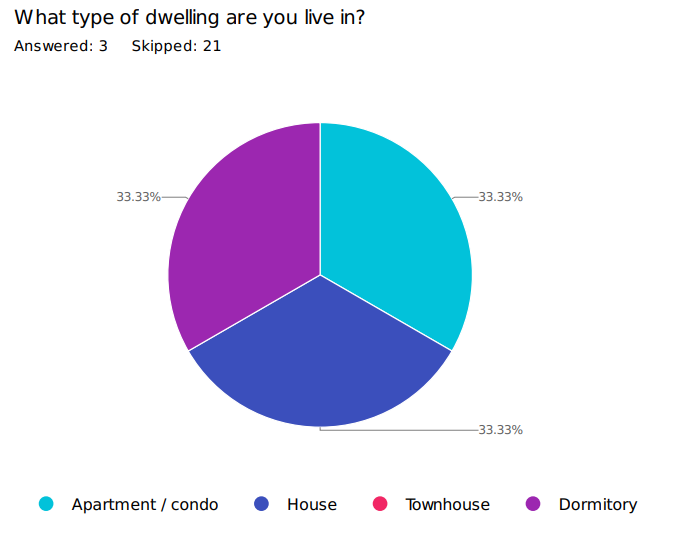 What type of dwelling are you live in?
Answered: 3 Skipped: 21
33.33% 33.33%
33.33%
Apartment / condo House Townhouse Dormitory